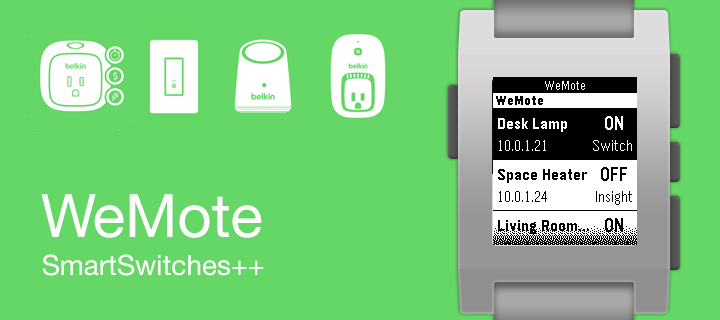 belkin
belkin
belkin
WeMote
SmartSwitches++
WeMote
WeMote
Desk Lamp ON
10.0.1.21 Switch
Space Heater OFF
10.0.1.24 Insight
Living Room... ON